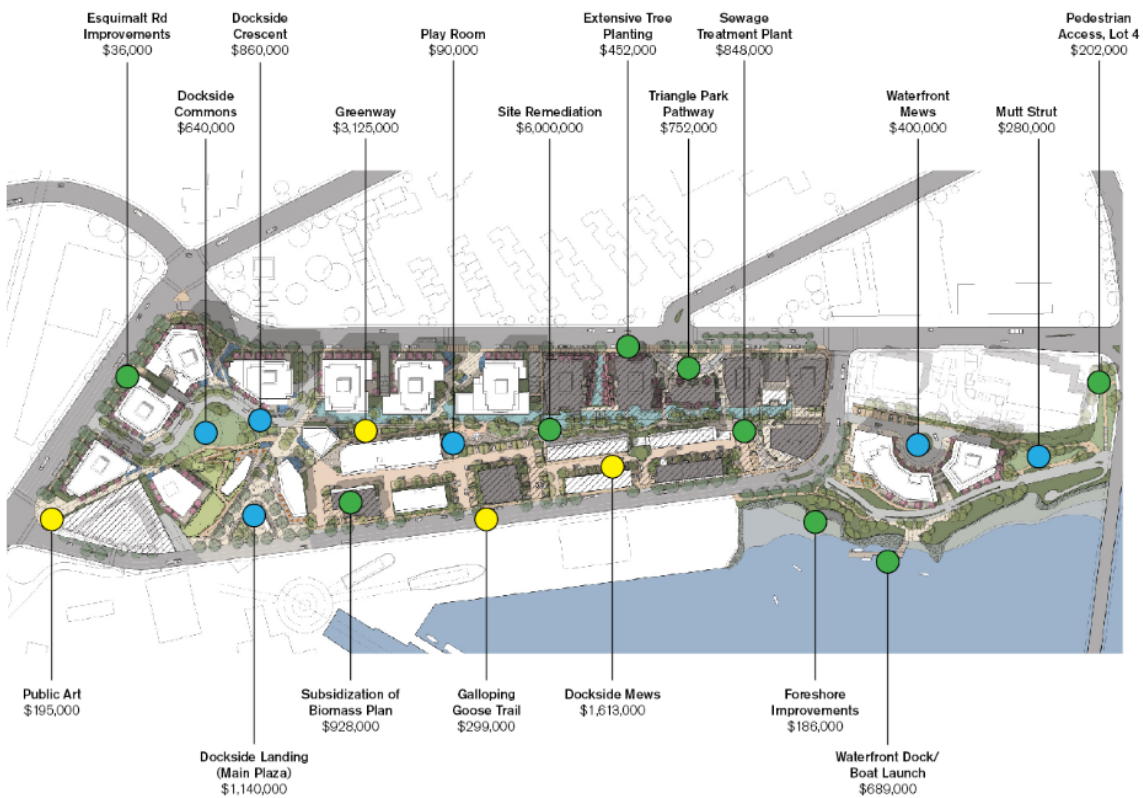 Esquimalt Rd
Improvements
$36,000
Dockside
Crescent
$860,000
Play Room
$90,000
Extensive Tree
Planting
$452,000
Sewage
Treatment Plant
$848,000
Pedestrian
Access, Lot 4
$202,000
Dockside
Commons
$640,000
Greenway
$3,125,000
Site Remediation
$6,000,000
Triangle Park
Pathway
$752,000
Waterfront
Mews
$400,000
Mutt Strut
$280,000
Public Art
$195,000
Subsidization of
Biomass Plan
$928,000
Galloping
Goose Trail
$299,000
Dockside Mews
$1,613,000
Foreshore
Improvements
$186,000
Dockside Landing
(Main Plaza)
$1,140,000
Waterfront Dock/
Boat Launch
$689,000